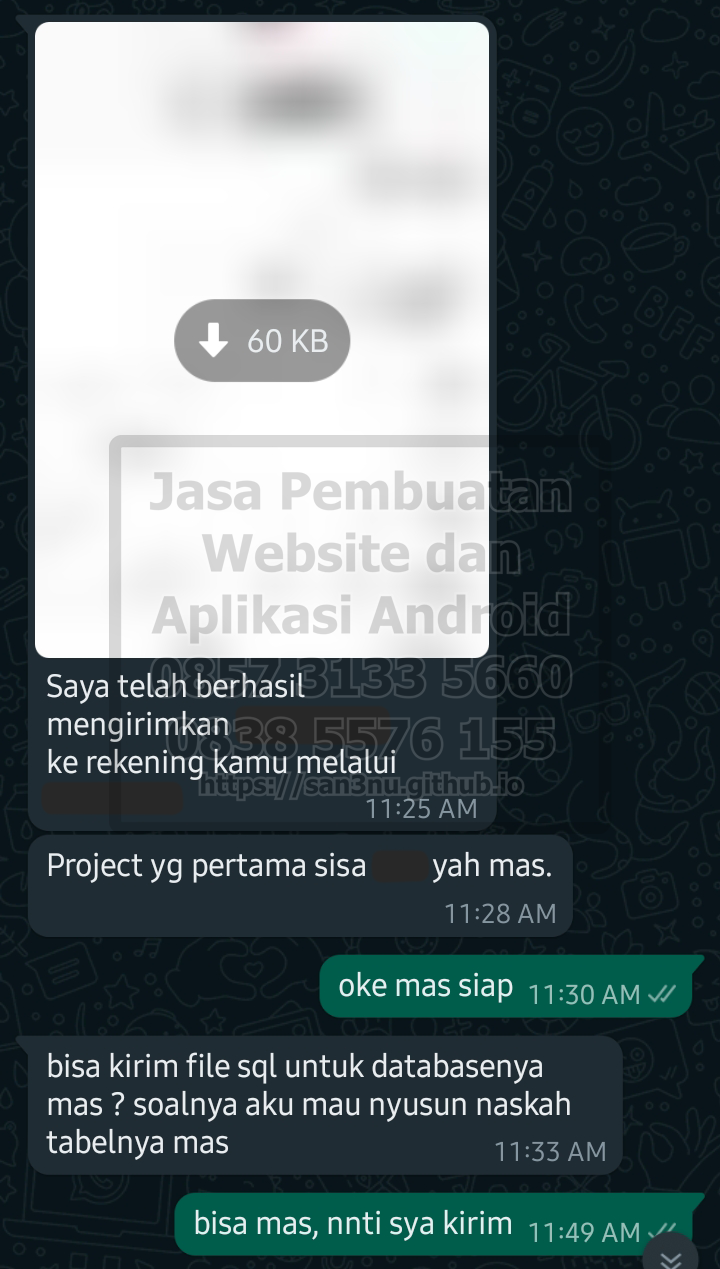 60 KB
Jasa Pembuatan
Website dan
Aplikasi Android
0857 3133 5660
0838 5576 155
https://san3nu.github.io
Saya telah berhasil
mengirimkan
ke rekening kamu melalui
11:25 AM
Project yg pertama sisa yah mas.
11:28 AM
oke mas siap 11:30 AM
bisa kirim file sql untuk databasenya
mas ? soalnya aku mau nyusun naskah
tabelnya mas 11:33 AM
bisa mas, nnti sya kirim 11:49 AM